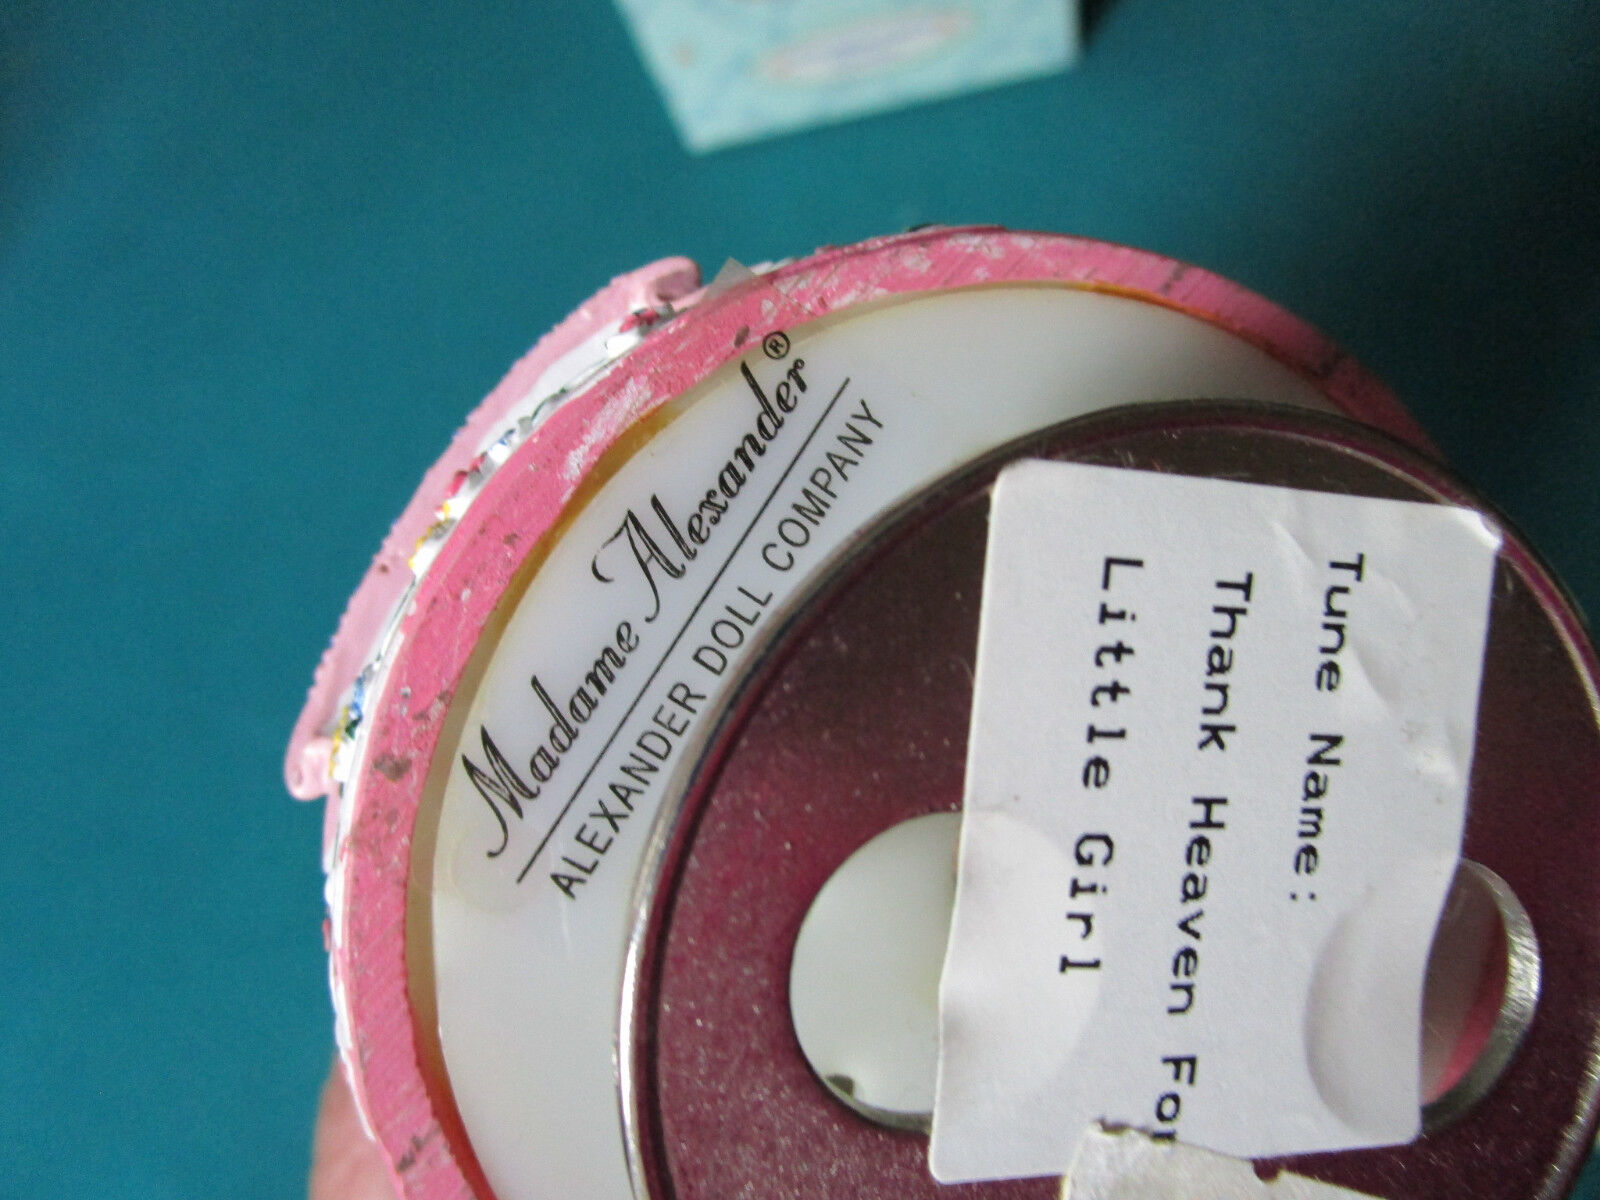 Madame Alexander®
ALEXANDER DOLL COMPANY
Tune Name:
Thank Heaven For
Little Girl